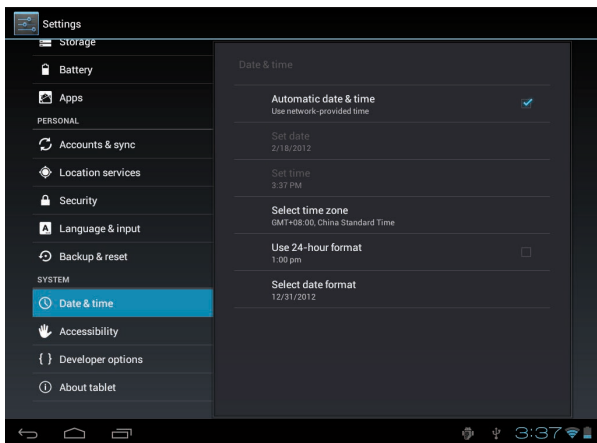 Settings
Storage
Battery
Apps
PERSONAL
Accounts & sync
Location services
Security
Language & input
Backup & reset
SYSTEM
Date & time
Accessibility
{ } Developer options
About tablet
Date & time
Automatic date & time
Use network-provided time
Set date
2/18/2012
Set time
3:37 PM
Select time zone
GMT+08:00, China Standard Time
Use 24-hour format
1:00 pm
Select date format
12/31/2012
3:37